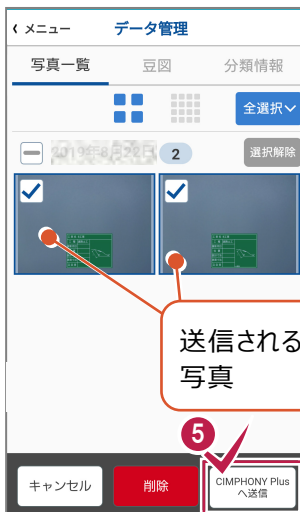 メニュー
データ管理
写真一覧
豆図
分類情報
全選択
2
選択解除
送信される
写真
5
キャンセル
削除
CIMPHONY Plus
へ送信